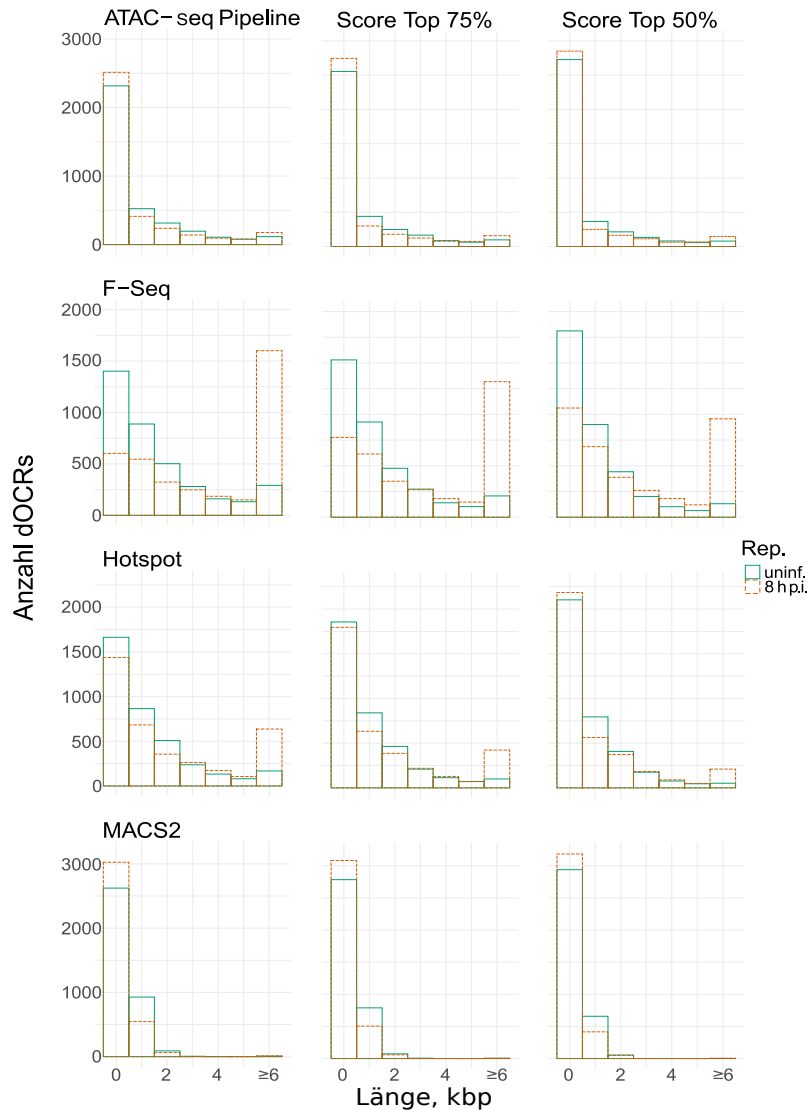 ATAC−seq Pipeline
Score Top 75%
Score Top 50%
3000
2000
1000
0
F−Seq
2000
1500
1000
500
0
Anzahl dOCRs
Hotspot
2000
1500
1000
500
0
Rep.
uninf.
8 h p.i.
MACS2
3000
2000
1000
0
0 2 4 ≥6
0 2 4 ≥6
0 2 4 ≥6
Länge, kbp